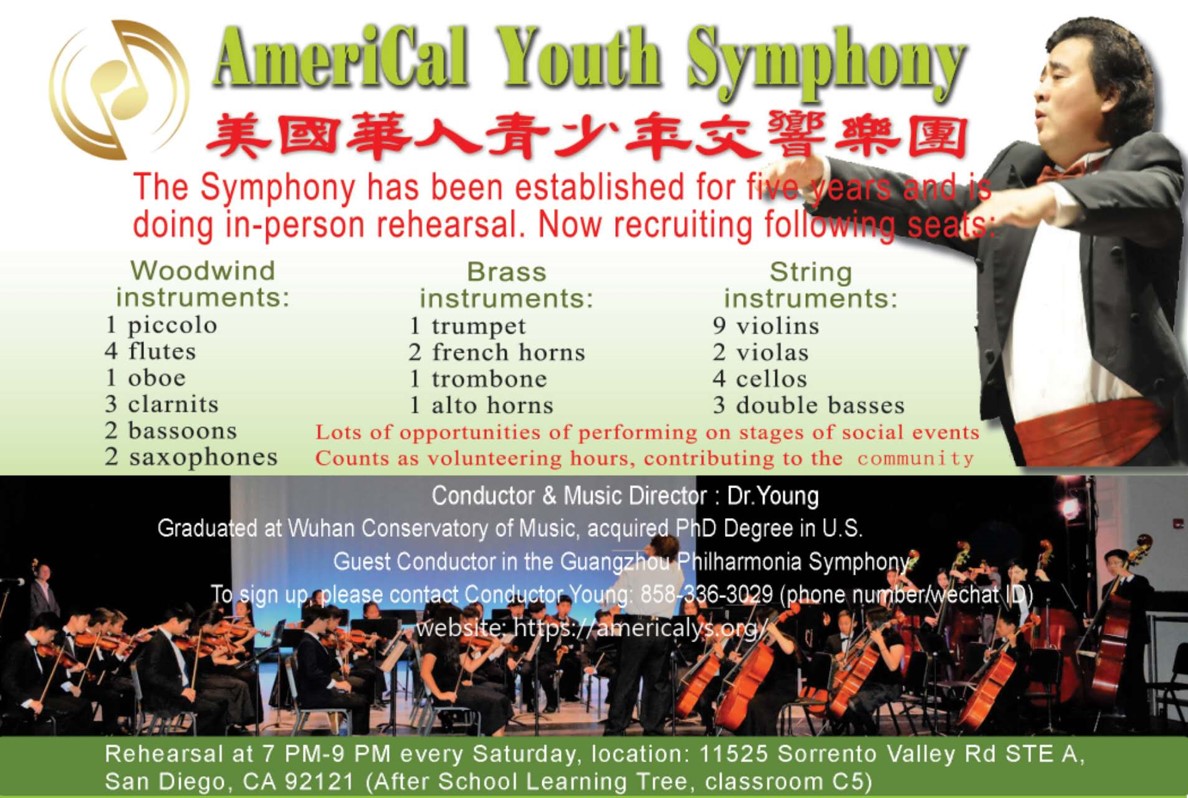 AmeriCal Youth Symphony
美國華人青少年交響樂團
The Symphony has been established for five years and is
doing in-person rehearsal. Now recruiting following seats:
Woodwind
instruments:
1 piccolo
4 flutes
1 oboe
3 clarnits
2 bassoons
2 saxophones
Brass
instruments:
1 trumpet
2 french horns
1 trombone
1 alto horns
String
instruments:
9 violins
2 violas
4 cellos
3 double basses
Lots of opportunities of performing on stages of social events
Counts as volunteering hours, contributing to the community
Conductor & Music Director : Dr.Young
Graduated at Wuhan Conservatory of Music, acquired PhD Degree in U.S.
Guest Conductor in the Guangzhou Philharmonia Symphony
To sign up, please contact Conductor Young: 858-336-3029 (phone number/wechat ID)
website: https://americalys.org/
Rehearsal at 7 PM-9 PM every Saturday, location: 11525 Sorrento Valley Rd STE A,
San Diego, CA 92121 (After School Learning Tree, classroom C5)